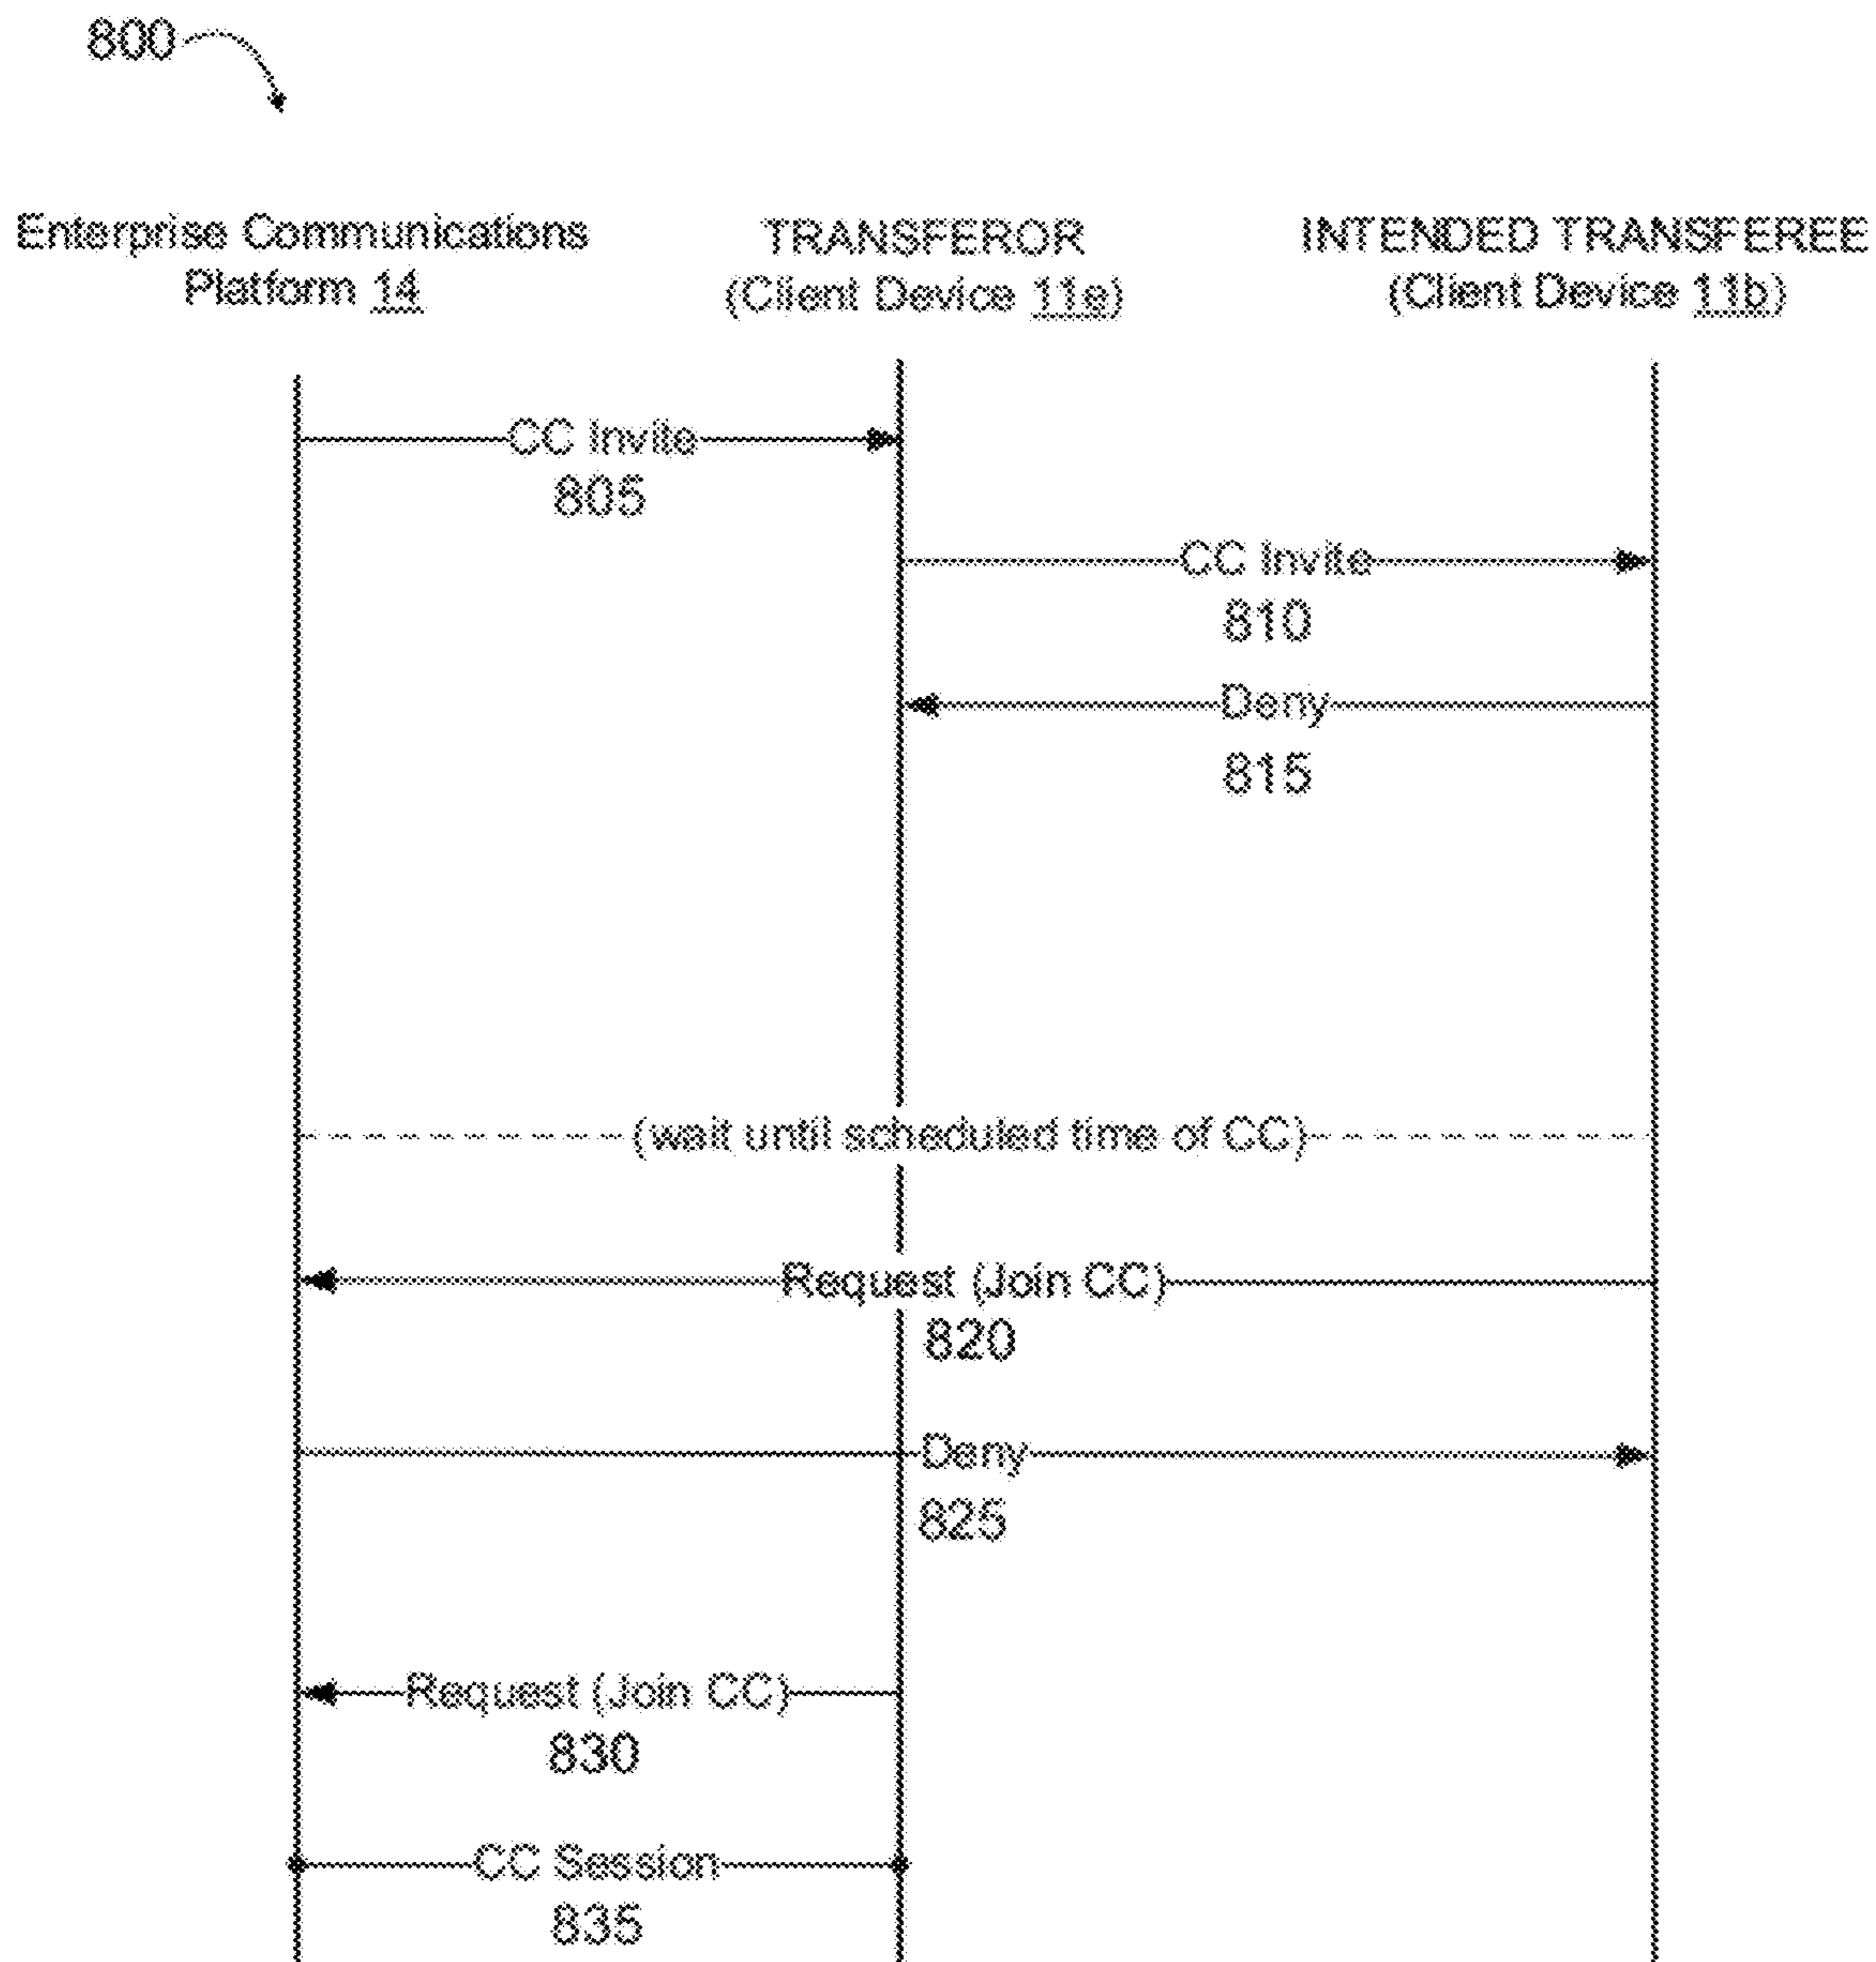 800
Enterprise Communications
Platform 14
TRANSFEROR
(Client Device 11e)
INTENDED TRANSFEREE
(Client Device 11b)
CC Invite
805
CC Invite
810
Deny
815
(wait until scheduled time of CC)
Request (Join CC)
820
Deny
825
Request (Join CC)
830
CC Session
835